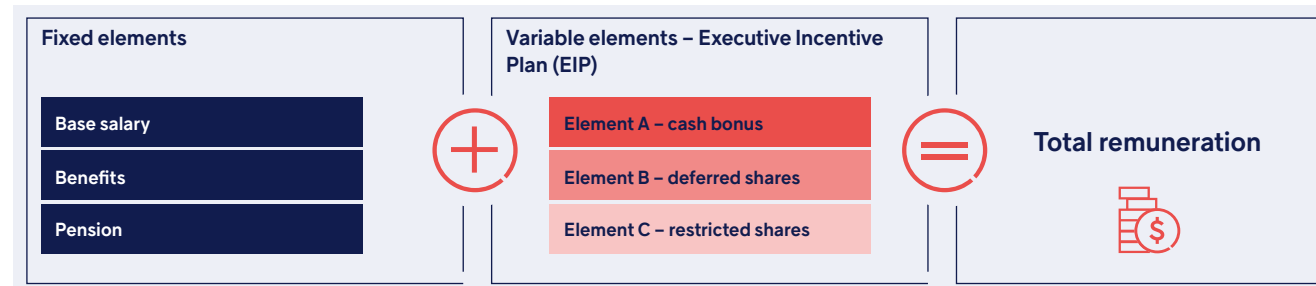 Fixed elements
Base salary
Benefits
Pension
Variable elements – Executive Incentive
Plan (EIP)
Element A – cash bonus
Element B – deferred shares
Element C – restricted shares
Total remuneration
$